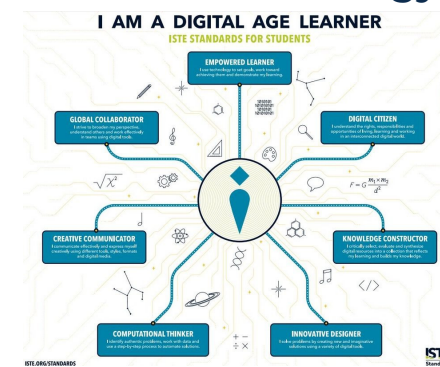 I AM A DIGITAL AGE LEARNER
ISTE STANDARDS FOR STUDENTS
EMPOWERED LEARNER
I use technology to set goals, work toward
achieving them and demonstrate my learning.
GLOBAL COLLABORATOR
I strive to broaden my perspective,
understand others and work effectively
in teams using digital tools.
DIGITAL CITIZEN
I understand the rights, responsibilities and
opportunities of living, learning and working
in an interconnected digital world.
CREATIVE COMMUNICATOR
I communicate effectively and express myself
creatively using different tools, styles, formats
and digital media.
KNOWLEDGE CONSTRUCTOR
I critically select, evaluate and synthesize
digital resources into a collection that reflects
my learning and builds my knowledge.
COMPUTATIONAL THINKER
I identify authentic problems, work with data and
use a step-by-step process to automate solutions.
INNOVATIVE DESIGNER
I solve problems by creating new and imaginative
solutions using a variety of digital tools.
ISTE.ORG/STANDARDS